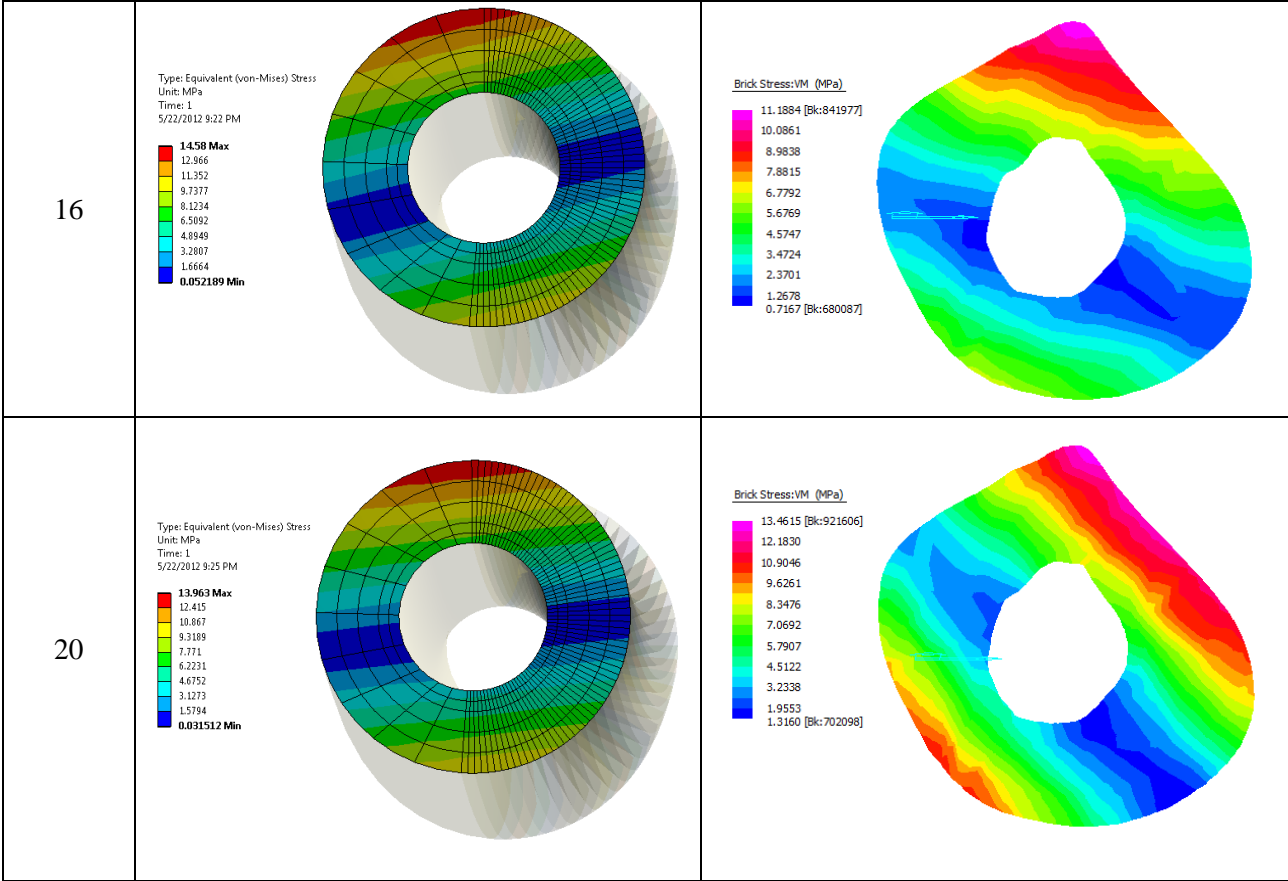 16
Type: Equivalent (von-Mises) Stress
Unit: MPa
Time: 1
5/22/2012 9:22 PM
14.58 Max
12.966
11.352
9.7377
8.1234
6.5092
4.8949
3.2807
1.6664
0.052189 Min
Brick Stress:VM (MPa)
11.1884 [Bk:841977]
10.0861
8.9838
7.8815
6.7792
5.6769
4.5747
3.4724
2.3701
1.2678
0.7167 [Bk:680087]
20
Type: Equivalent (von-Mises) Stress
Unit: MPa
Time: 1
5/22/2012 9:25 PM
13.963 Max
12.415
10.867
9.3189
7.771
6.2231
4.6752
3.1273
1.5794
0.031512 Min
Brick Stress:VM (MPa)
13.4615 [Bk:921606]
12.1830
10.9046
9.6261
8.3476
7.0692
5.7907
4.5122
3.2338
1.9553
1.3160 [Bk:702098]